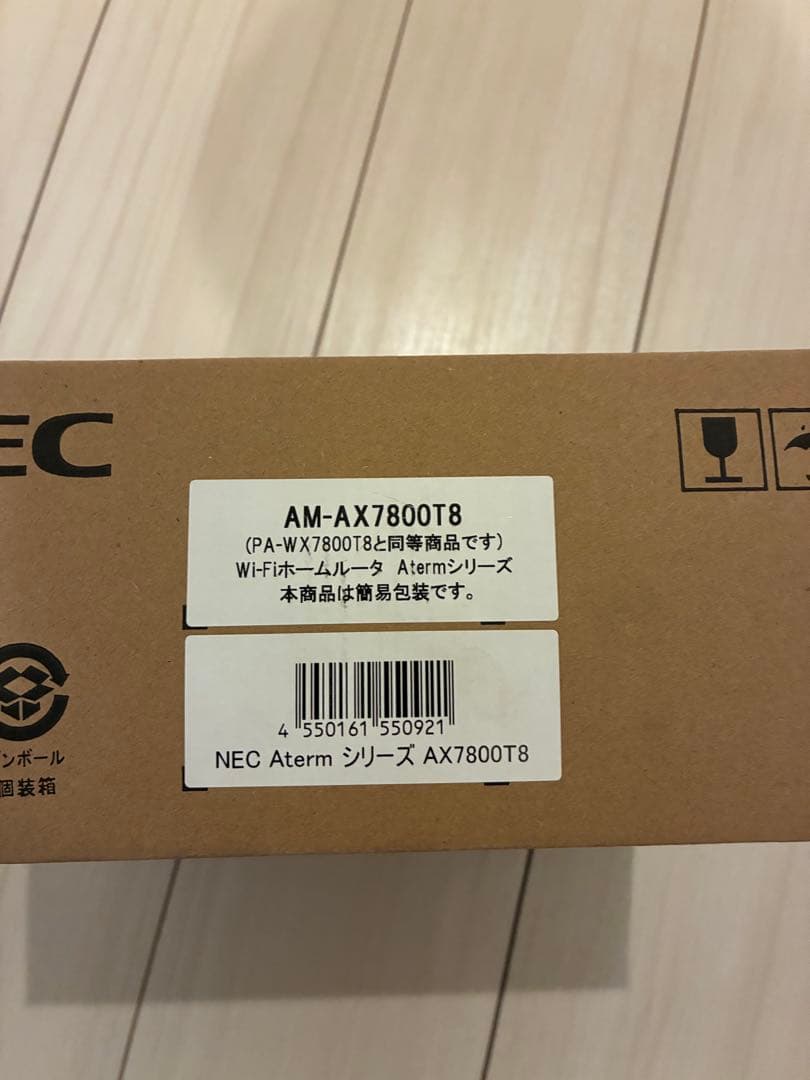 EC
AM-AX7800T8
(PA-WX7800T8と同等商品です)
Wi-Fiホームルータ Atermシリーズ
本商品は簡易包装です。
4 550161 550921
NEC Aterm シリーズ AX7800T8
ンボール
個装箱